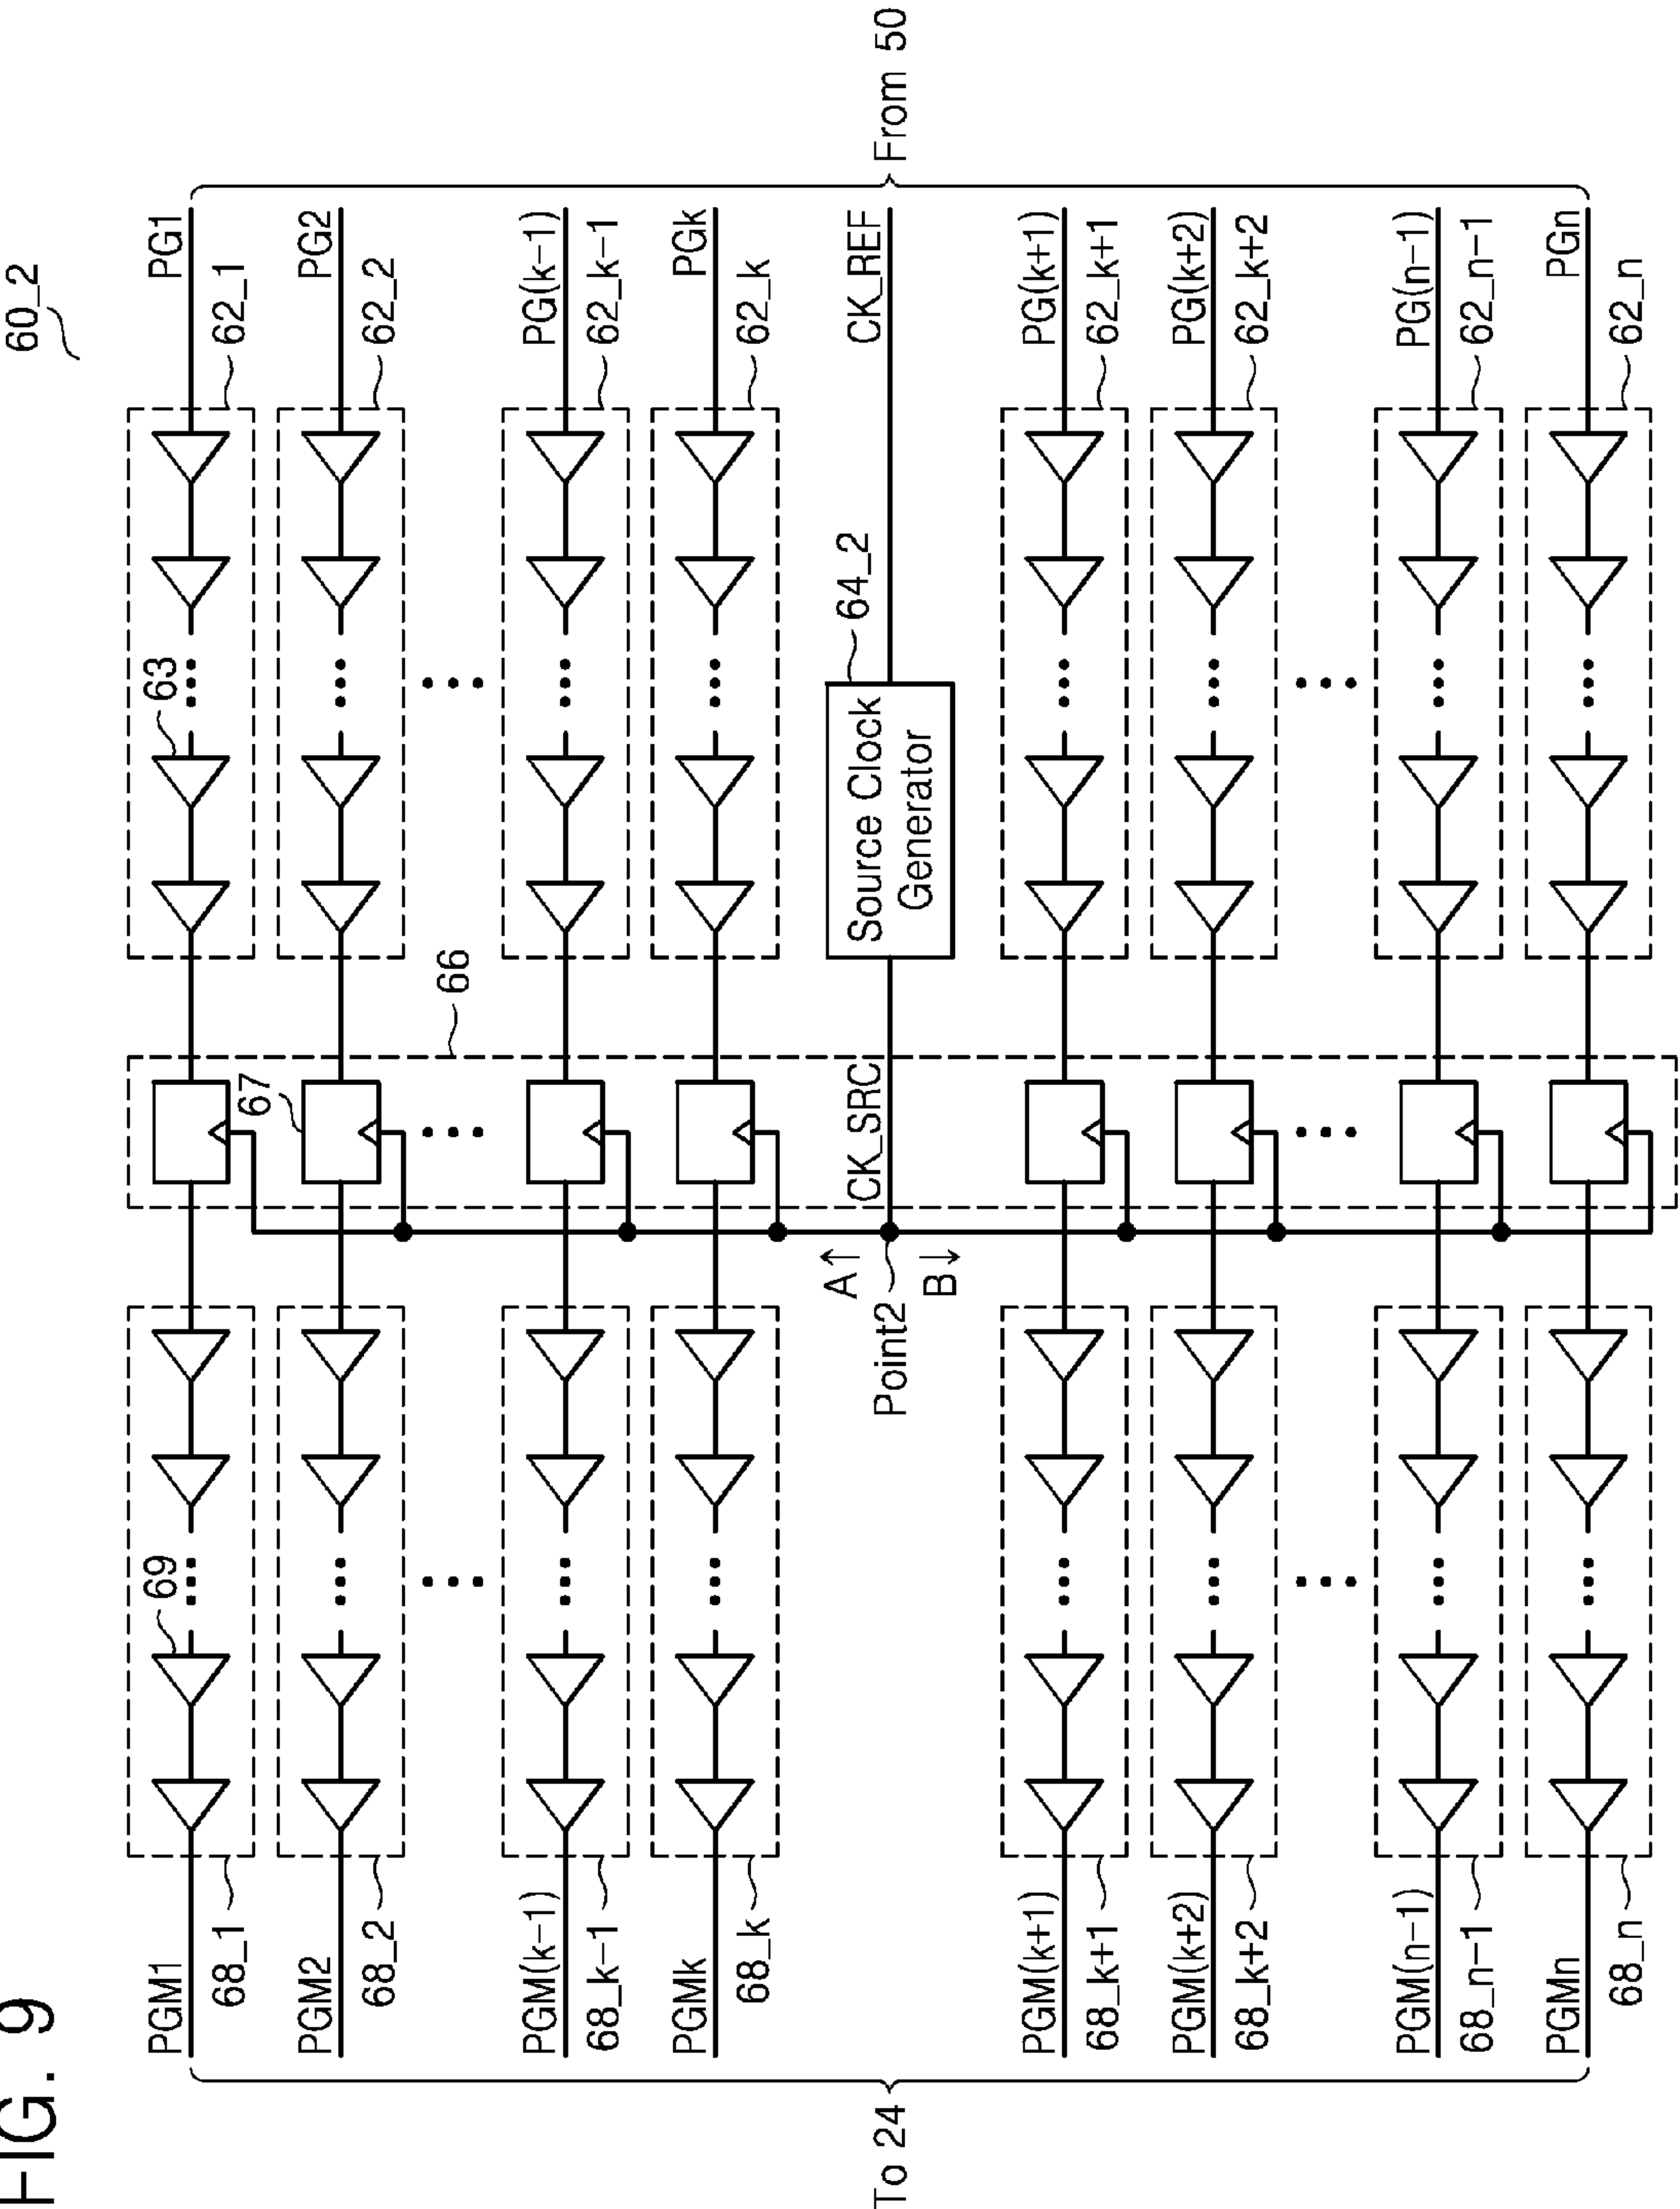 FIG. 9
60_2
PGM1
68_1
69
67
63
62_1
PG1
PGM2
68_2
66
62_2
PG2
PGM(k−1)
68_k−1
62_k−1
PG(k−1)
PGMk
68_k
62_k
PGk
To 24
A
Point2
B
CK_SRC
Source Clock
Generator
64_2
CK_REF
From 50
PGM(k+1)
68_k+1
62_k+1
PG(k+1)
PGM(k+2)
68_k+2
62_k+2
PG(k+2)
PGM(n−1)
68_n−1
62_n−1
PG(n−1)
PGMn
68_n
62_n
PGn